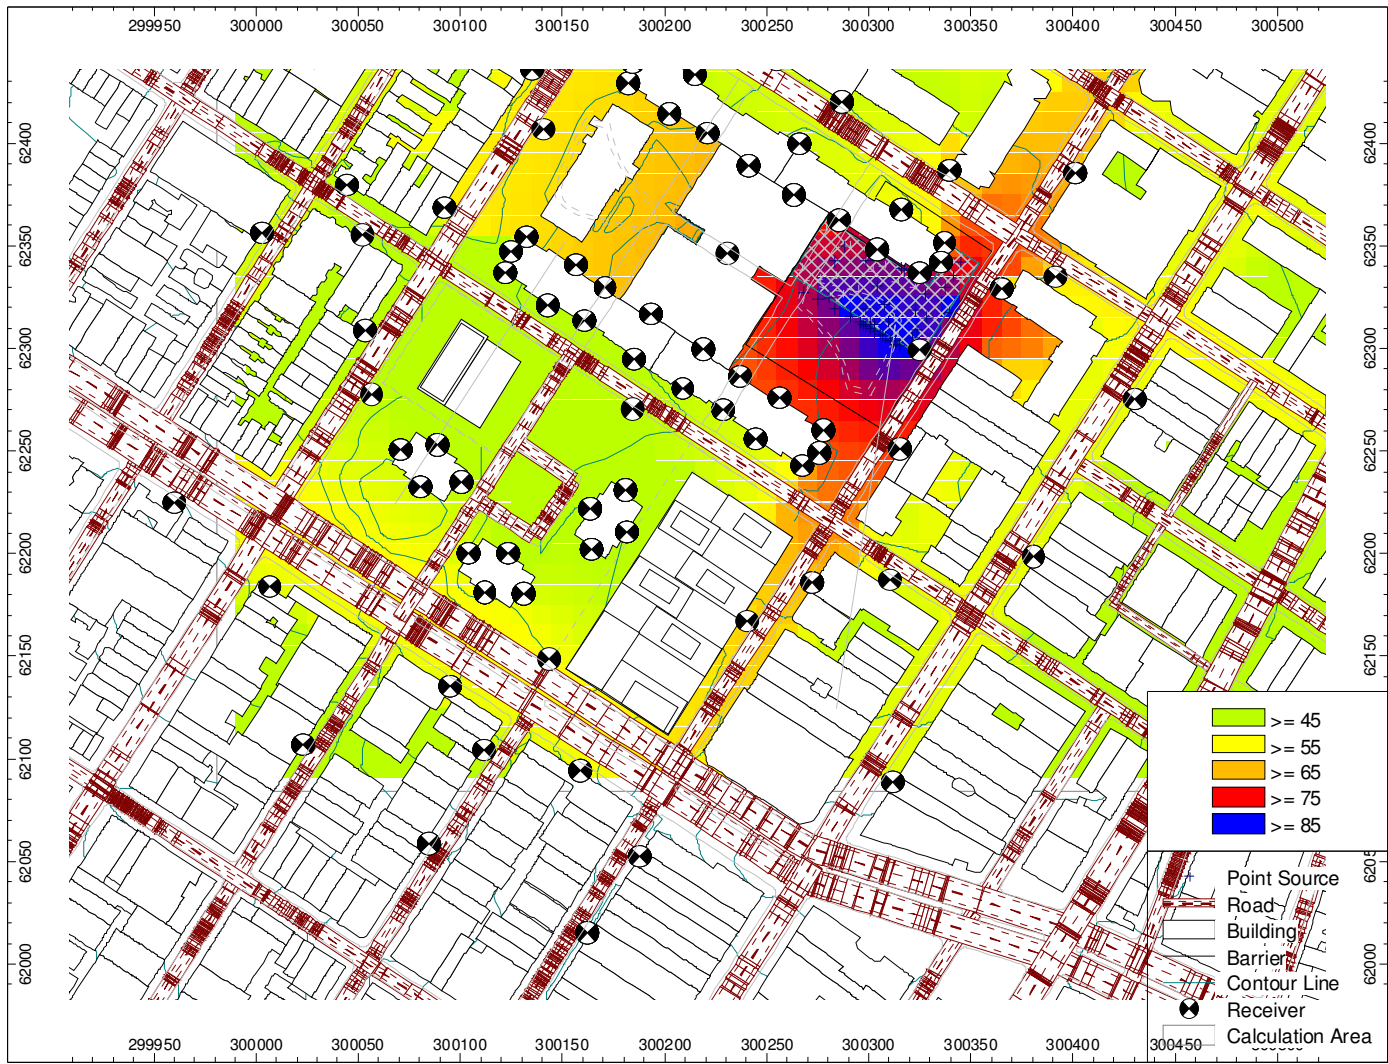 299950 300000 300050 300100 300150 300200 300250 300300 300350 300400 300450 300500
62400 62400
62350 62350
62300 62300
62250 62250
62200 62200
62150 62150
62100
>= 45
>= 55
>= 65
>= 75
>= 85
62050
Point Source
Road
Building
Barrier
62000 62000
Contour Line
Receiver
Calculation Area
299950 300000 300050 300100 300150 300200 300250 300300 300350 300400 300450